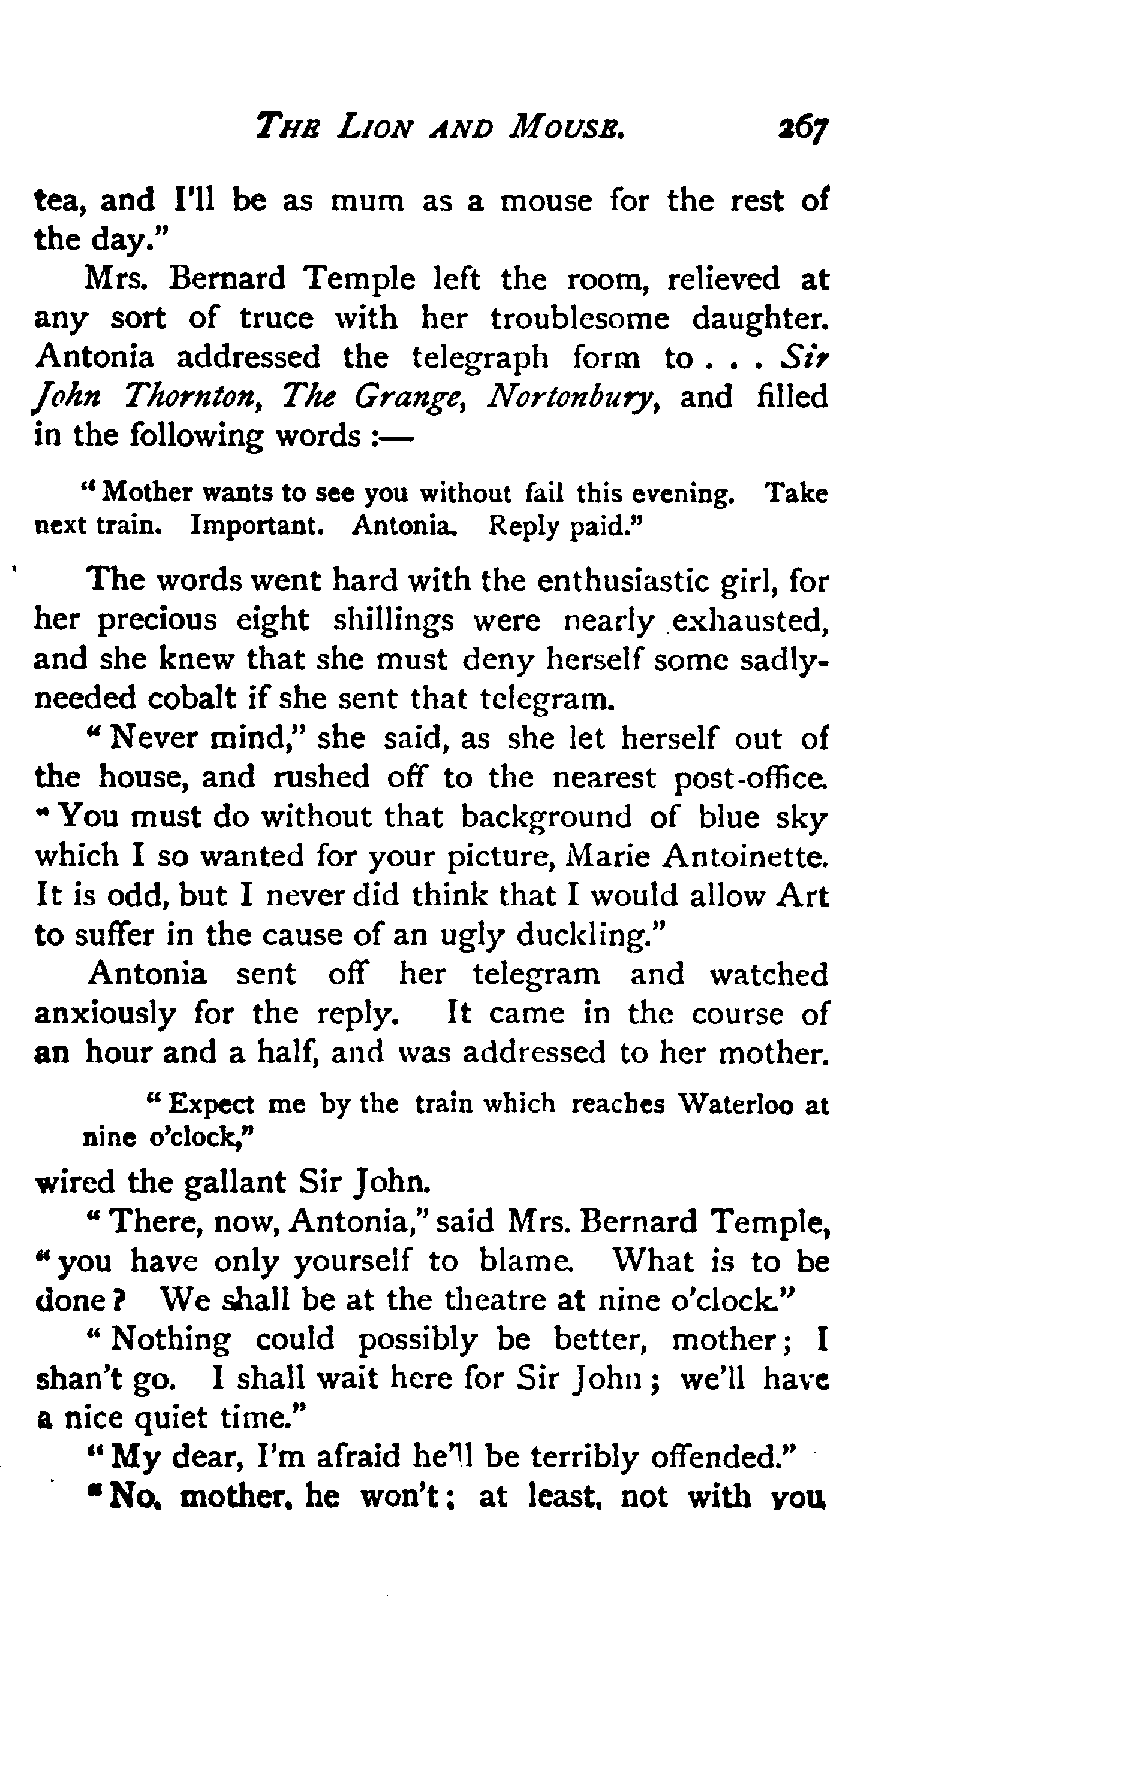 THE LION AND MOUSE. 267
tea, and I'll be as mum as a mouse for the rest of
the day."
Mrs. Bernard Temple left the room, relieved at
any sort of truce with her troublesome daughter.
Antonia addressed the telegraph form to . . . Sir
John Thornton, The Grange, Nortonbury, and filled
in the following words :—
"Mother wants to see you without fail this evening. Take
next train. Important. Antonia. Reply paid."
The words went hard with the enthusiastic girl, for
her precious eight shillings were nearly exhausted,
and she knew that she must deny herself some sadly-
needed cobalt if she sent that telegram.
"Never mind," she said, as she let herself out of
the house, and rushed off to the nearest post-office.
"You must do without that background of blue sky
which I so wanted for your picture, Marie Antoinette.
It is odd, but I never did think that I would allow Art
to suffer in the cause of an ugly duckling."
Antonia sent off her telegram and watched
anxiously for the reply. It came in the course of
an hour and a half, and was addressed to her mother.
"Expect me by the train which reaches Waterloo at
nine o'clock,"
wired the gallant Sir John.
"There, now, Antonia," said Mrs. Bernard Temple,
"you have only yourself to blame. What is to be
done? We shall be at the theatre at nine o'clock."
"Nothing could possibly be better, mother; I
shan't go. I shall wait here for Sir John; we'll have
a nice quiet time."
"My dear, I'm afraid he'll be terribly offended."
"No, mother, he won't; at least, not with you